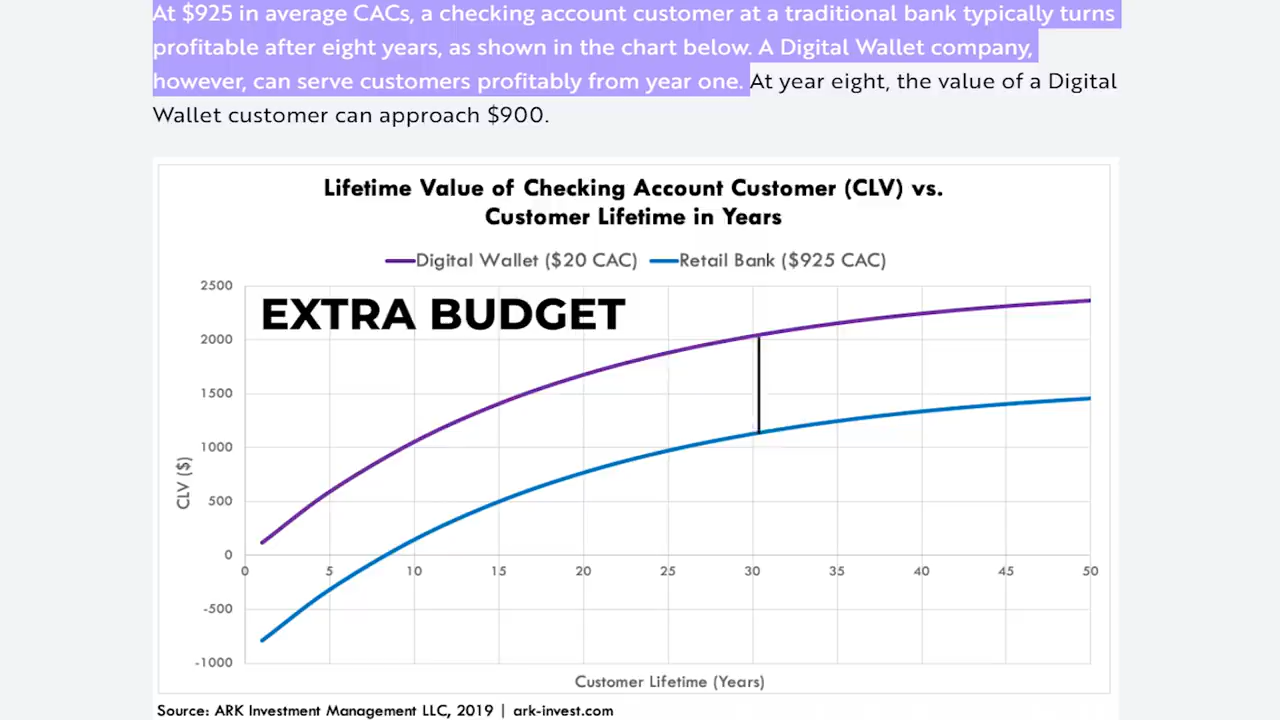 At $925 in average CACs, a checking account customer at a traditional bank typically turns
profitable after eight years, as shown in the chart below. A Digital Wallet company,
however, can serve customers profitably from year one. At year eight, the value of a Digital
Wallet customer can approach $900.
Lifetime Value of Checking Account Customer (CLV) vs.
Customer Lifetime in Years
Digital Wallet ($20 CAC) Retail Bank ($925 CAC)
EXTRA BUDGET
2500
2000
1500
1000
500
0
-500
-1000
CLV ($)
0 5 10 15 20 25 30 35 40 45 50
Customer Lifetime (Years)
Source: ARK Investment Management LLC, 2019 | ark-invest.com